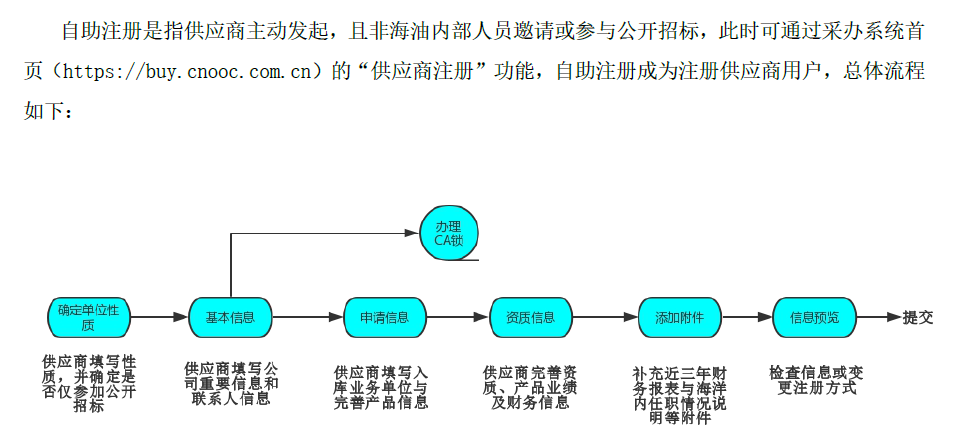 自助注册是指供应商主动发起，且非海油内部人员邀请或参与公开招标，此时可通过采办系统首
页（https://buy.cnooc.com.cn）的“供应商注册”功能，自助注册成为注册供应商用户，总体流程
如下：
办理
CA锁
确定单位性
质
基本信息
申请信息
资质信息
添加附件
信息预览
提交
供应商填写性
质，并确定是
否仅参加公开
招标
供应商填写公
司重要信息和
联系人信息
供应商填写入
库业务单位与
完善产品信息
供应商完善资
质、产品业绩
及财务信息
补充近三年财
务报表与海洋
内任职情况说
明等附件
检查信息或变
更注册方式